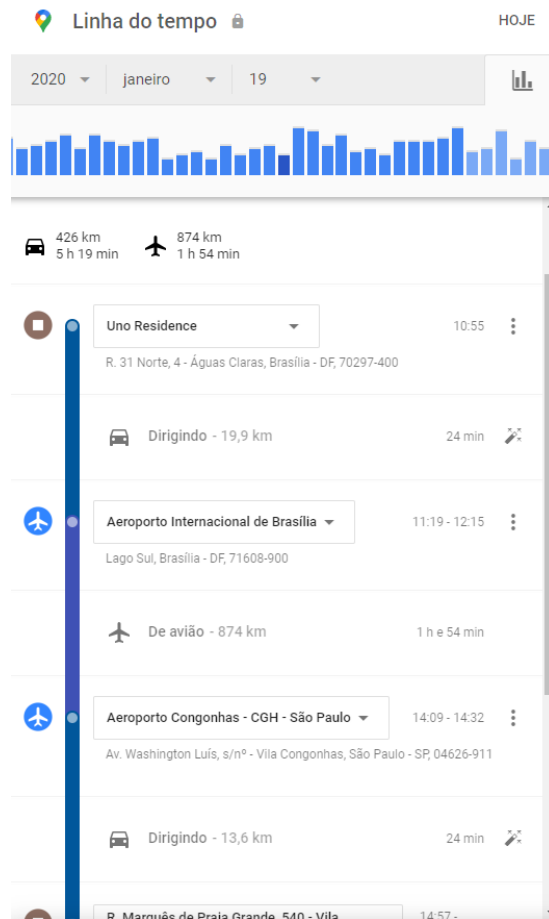 Linha do tempo
HOJE
2020 janeiro 19
426 km
5 h 19 min
874 km
1 h 54 min
Uno Residence
10:55
R. 31 Norte, 4 - Águas Claras, Brasília - DF, 70297-400
Dirigindo - 19,9 km
24 min
Aeroporto Internacional de Brasília
11:19 - 12:15
Lago Sul, Brasília - DF, 71608-900
De avião - 874 km
1 h e 54 min
Aeroporto Congonhas - CGH - São Paulo
14:09 - 14:32
Av. Washington Luís, s/nº - Vila Congonhas, São Paulo - SP, 04626-911
Dirigindo - 13,6 km
24 min
R. Marquês de Praia Grande, 540 - Vila
14:57 -